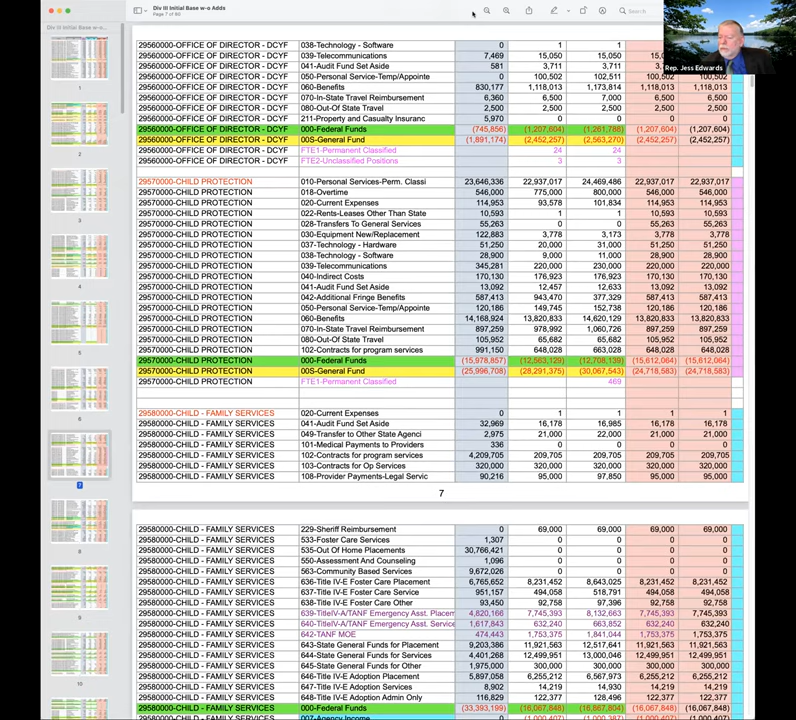 Div III Initial Base w-o Adds
Page 7 of 90
Search
Div III Initial Base w-o...
Rep. Jess Edwards
29560000-OFFICE OF DIRECTOR - DCYF 038-Technology - Software 0 1 1
29560000-OFFICE OF DIRECTOR - DCYF 039-Telecommunications 7,469 15,050 15,050
29560000-OFFICE OF DIRECTOR - DCYF 041-Audit Fund Set Aside 581 3,711 3,711
29560000-OFFICE OF DIRECTOR - DCYF 050-Personal Service-Temp/Appointe 0 100,502 102,511 100,502 100,502
29560000-OFFICE OF DIRECTOR - DCYF 060-Benefits 830,177 1,118,013 1,173,814 1,118,013 1,118,013
29560000-OFFICE OF DIRECTOR - DCYF 070-In-State Travel Reimbursement 6,360 6,500 7,000 6,500 6,500
29560000-OFFICE OF DIRECTOR - DCYF 080-Out-Of State Travel 2,500 2,500 2,500 2,500 2,500
29560000-OFFICE OF DIRECTOR - DCYF 211-Property and Casualty Insuranc 5,970 0 0 0 0
29560000-OFFICE OF DIRECTOR - DCYF 000-Federal Funds (745,856) (1,207,604) (1,261,788) (1,207,604) (1,207,604)
29560000-OFFICE OF DIRECTOR - DCYF 00S-General Fund (1,891,174) (2,452,257) (2,563,270) (2,452,257) (2,452,257)
29560000-OFFICE OF DIRECTOR - DCYF FTE1-Permanent Classified 24 24
29560000-OFFICE OF DIRECTOR - DCYF FTE2-Unclassified Positions 3 3
29570000-CHILD PROTECTION 010-Personal Services-Perm. Classi 23,646,336 22,937,017 24,469,486 22,937,017 22,937,017
29570000-CHILD PROTECTION 018-Overtime 546,000 775,000 800,000 546,000 546,000
29570000-CHILD PROTECTION 020-Current Expenses 114,953 93,578 101,834 114,953 114,953
29570000-CHILD PROTECTION 022-Rents-Leases Other Than State 10,593 1 1 10,593 10,593
29570000-CHILD PROTECTION 028-Transfers To General Services 55,263 0 0 55,263 55,263
29570000-CHILD PROTECTION 030-Equipment New/Replacement 122,883 3,778 3,173 3,778 3,778
29570000-CHILD PROTECTION 037-Technology - Hardware 51,250 20,000 31,000 51,250 51,250
29570000-CHILD PROTECTION 038-Technology - Software 28,900 9,000 15,000 28,900 28,900
29570000-CHILD PROTECTION 039-Telecommunications 345,281 220,000 230,000 220,000 220,000
29570000-CHILD PROTECTION 040-Indirect Costs 170,130 176,923 176,923 170,130 170,130
29570000-CHILD PROTECTION 041-Audit Fund Set Aside 13,092 12,457 12,633 13,092 13,092
29570000-CHILD PROTECTION 042-Additional Fringe Benefits 587,413 943,470 377,329 587,413 587,413
29570000-CHILD PROTECTION 050-Personal Service-Temp/Appointe 120,186 149,745 152,738 120,186 120,186
29570000-CHILD PROTECTION 060-Benefits 14,168,924 13,820,833 14,620,129 13,820,833 13,820,833
29570000-CHILD PROTECTION 070-In-State Travel Reimbursement 897,259 978,992 1,060,726 897,259 897,259
29570000-CHILD PROTECTION 080-Out-Of State Travel 105,952 65,682 65,682 105,952 105,952
29570000-CHILD PROTECTION 102-Contracts for program services 991,150 648,028 663,028 648,028 648,028
29570000-CHILD PROTECTION 000-Federal Funds (15,978,857) (12,563,129) (12,708,139) (15,612,064) (15,612,064)
29570000-CHILD PROTECTION 00S-General Fund (25,996,708) (28,291,375) (30,067,543) (24,718,583) (24,718,583)
29570000-CHILD PROTECTION FTE1-Permanent Classified 469
29580000-CHILD - FAMILY SERVICES 020-Current Expenses 0 1 1 1 1
29580000-CHILD - FAMILY SERVICES 041-Audit Fund Set Aside 32,969 16,178 16,985 16,178 16,178
29580000-CHILD - FAMILY SERVICES 049-Transfer to Other State Agenci 2,975 21,000 22,000 21,000 21,000
29580000-CHILD - FAMILY SERVICES 101-Medical Payments to Providers 336 0 0 0 0
29580000-CHILD - FAMILY SERVICES 102-Contracts for program services 4,209,705 209,705 209,705 209,705 209,705
29580000-CHILD - FAMILY SERVICES 103-Contracts for Op Services 320,000 320,000 320,000 320,000 320,000
29580000-CHILD - FAMILY SERVICES 108-Provider Payments-Legal Servic 90,216 95,000 97,850 95,000 95,000
7
29580000-CHILD - FAMILY SERVICES 229-Sheriff Reimbursement 0 69,000 69,000 69,000 69,000
29580000-CHILD - FAMILY SERVICES 533-Foster Care Services 1,307 0 0 0 0
29580000-CHILD - FAMILY SERVICES 535-Out Of Home Placements 30,766,421 0 0 0 0
29580000-CHILD - FAMILY SERVICES 550-Assessment And Counseling 1,096 0 0 0 0
29580000-CHILD - FAMILY SERVICES 563-Community Based Services 9,672,026 0 0 0 0
29580000-CHILD - FAMILY SERVICES 636-Title IV-E Foster Care Placement 6,765,652 8,231,452 8,643,025 8,231,452 8,231,452
29580000-CHILD - FAMILY SERVICES 637-Title IV-E Foster Care Service 951,157 494,058 518,791 494,058 494,058
29580000-CHILD - FAMILY SERVICES 638-Title IV-E Foster Care Other 93,450 92,758 97,396 92,758 92,758
29580000-CHILD - FAMILY SERVICES 639-TitleIV-A/TANF Emergency Asst. Placem 4,820,166 7,745,393 8,132,663 7,745,393 7,745,393
29580000-CHILD - FAMILY SERVICES 640-TitleIV-A/TANF Emergency Asst. Service 1,617,843 632,240 663,852 632,240 632,240
29580000-CHILD - FAMILY SERVICES 642-TANF MOE 474,443 1,753,375 1,841,044 1,753,375 1,753,375
29580000-CHILD - FAMILY SERVICES 643-State General Funds for Placement 9,203,386 11,921,563 12,517,641 11,921,563 11,921,563
29580000-CHILD - FAMILY SERVICES 644-State General Funds for Services 4,401,268 12,499,951 13,000,046 12,499,951 12,499,951
29580000-CHILD - FAMILY SERVICES 645-State General Funds for Other 1,975,000 300,000 300,000 300,000 300,000
29580000-CHILD - FAMILY SERVICES 646-Title IV-E Adoption Placement 5,897,058 6,255,212 6,567,973 6,255,212 6,255,212
29580000-CHILD - FAMILY SERVICES 647-Title IV-E Adoption Services 8,902 14,219 14,930 14,219 14,219
29580000-CHILD - FAMILY SERVICES 648-Title IV-E Adoption Admin Only 116,829 122,377 128,496 122,377 122,377
29580000-CHILD - FAMILY SERVICES 000-Federal Funds (33,393,199) (16,067,848) (16,667,804) (16,067,848) (16,067,848)
29580000-CHILD - FAMILY SERVICES 007-Agency Income